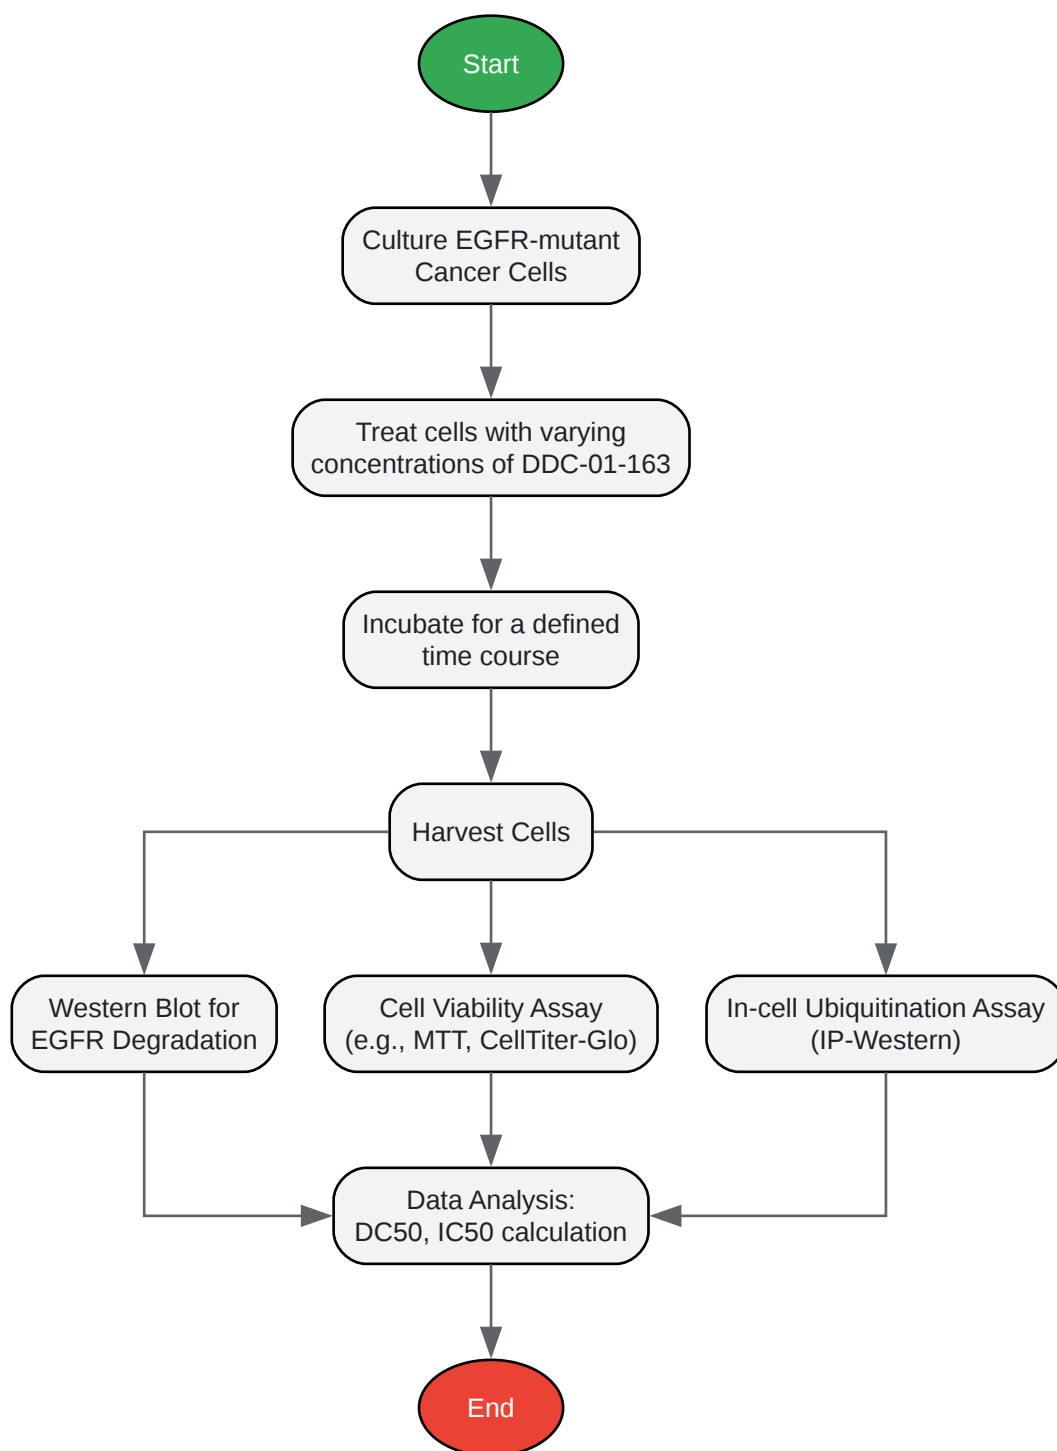 Start
Culture EGFR-mutant
Cancer Cells
Treat cells with varying
concentrations of DDC-01-163
Incubate for a defined
time course
Harvest Cells
Western Blot for
EGFR Degradation
Cell Viability Assay
(e.g., MTT, CellTiter-Glo)
In-cell Ubiquitination Assay
(IP-Western)
Data Analysis:
DC50, IC50 calculation
End